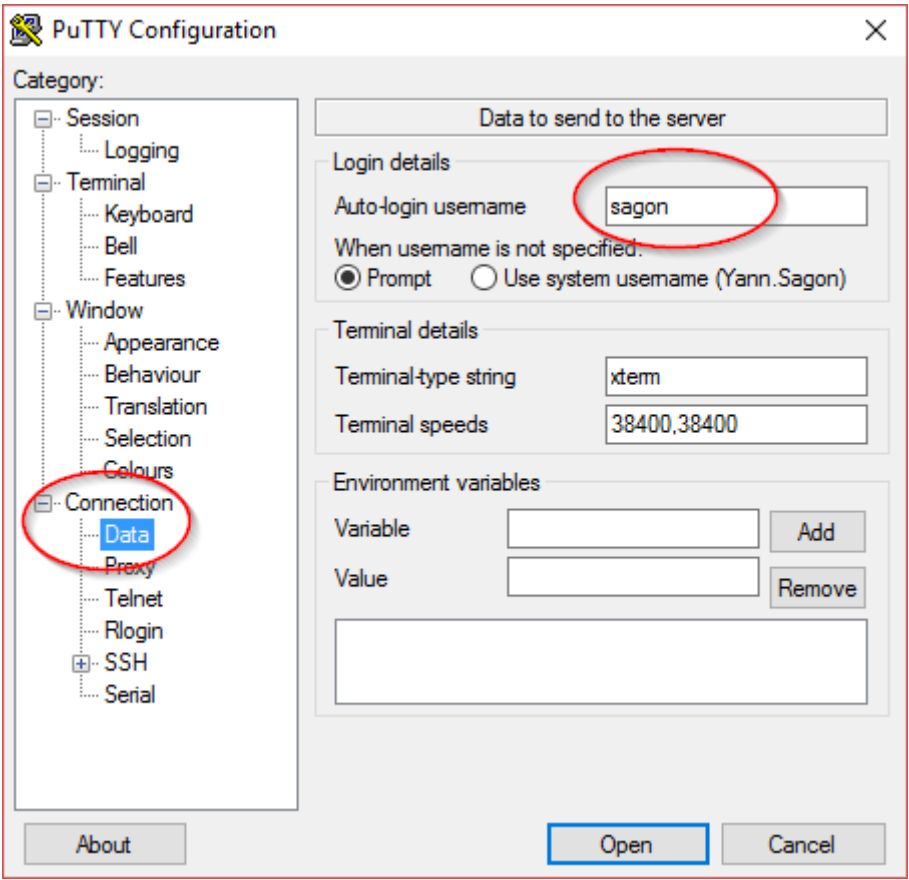 PuTTY Configuration
Category:
Session
Logging
Terminal
Keyboard
Bell
Features
Window
Appearance
Behaviour
Translation
Selection
Colours
Connection
Data
Proxy
Telnet
Rlogin
SSH
Serial
Data to send to the server
Login details
Auto-login username
sagon
When username is not specified:
Prompt
Use system username (Yann.Sagon)
Terminal details
Terminal-type string
xterm
Terminal speeds
38400,38400
Environment variables
Variable
Add
Value
Remove
About
Open
Cancel